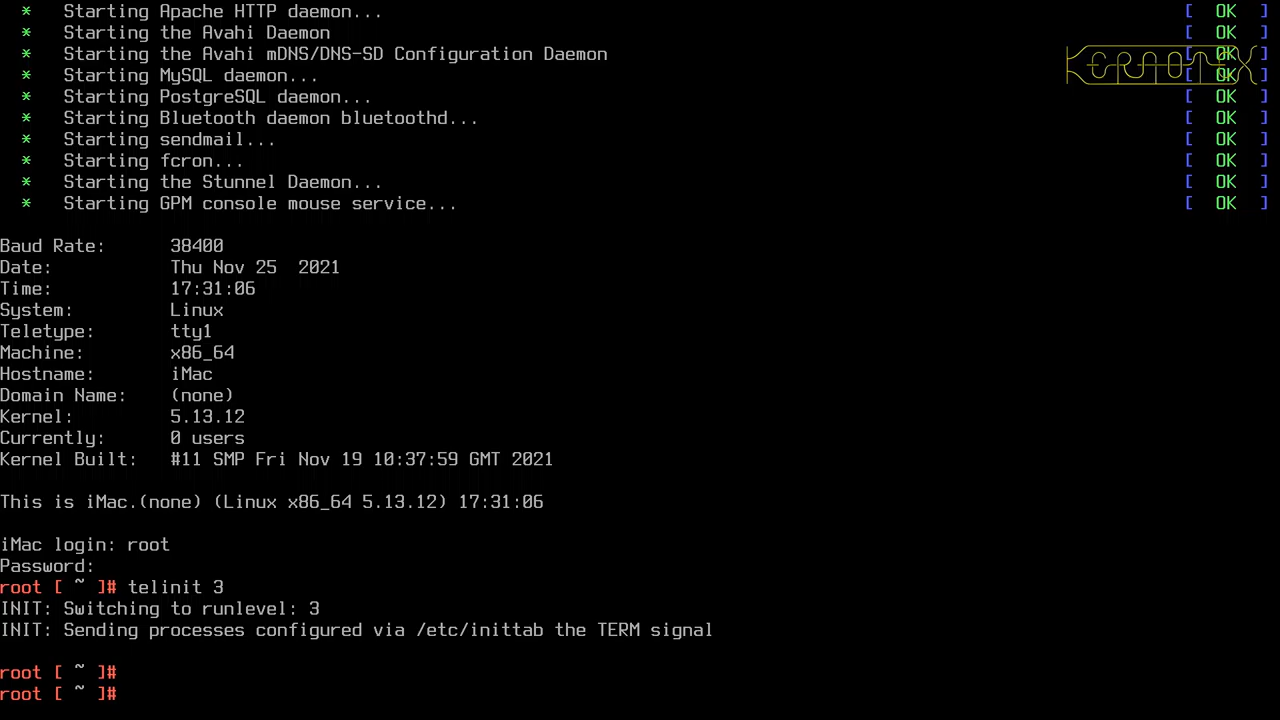 * Starting Apache HTTP daemon... [ OK ]
* Starting the Avahi Daemon [ OK ]
* Starting the Avahi mDNS/DNS-SD Configuration Daemon [ OK ]
* Starting MySQL daemon... [ OK ]
* Starting PostgreSQL daemon... [ OK ]
* Starting Bluetooth daemon bluetoothd... [ OK ]
* Starting sendmail... [ OK ]
* Starting fcron... [ OK ]
* Starting the Stunnel Daemon... [ OK ]
* Starting GPM console mouse service... [ OK ]
Baud Rate: 38400
Date: Thu Nov 25  2021
Time: 17:31:06
System: Linux
Teletype: tty1
Machine: x86_64
Hostname: iMac
Domain Name: (none)
Kernel: 5.13.12
Currently: 0 users
Kernel Built: #11 SMP Fri Nov 19 10:37:59 GMT 2021
This is iMac.(none) (Linux x86_64 5.13.12) 17:31:06
iMac login: root
Password:
root [ ~ ]# telinit 3
INIT: Switching to runlevel: 3
INIT: Sending processes configured via /etc/inittab the TERM signal
root [ ~ ]#
root [ ~ ]#